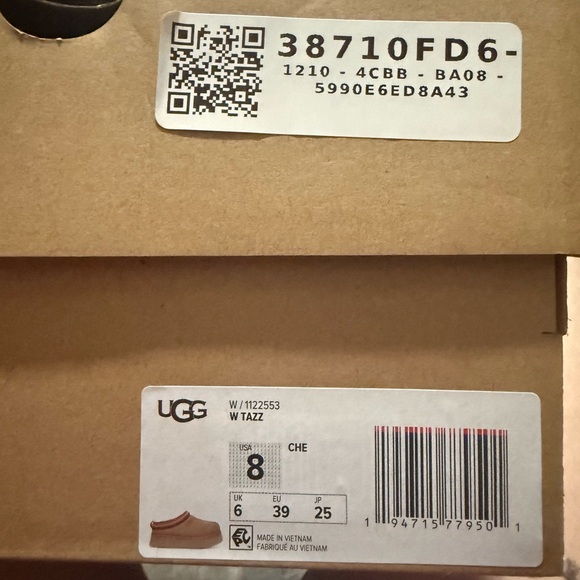 38710FD6-
1210 - 4CBB - BA08 -
5990E6ED8A43
UGG
W / 1122553
W TAZZ
USA
8
CHE
UK EU JP
6 39 25
MADE IN VIETNAM
FABRIQUÉ AU VIETNAM
1 94715 77950 1